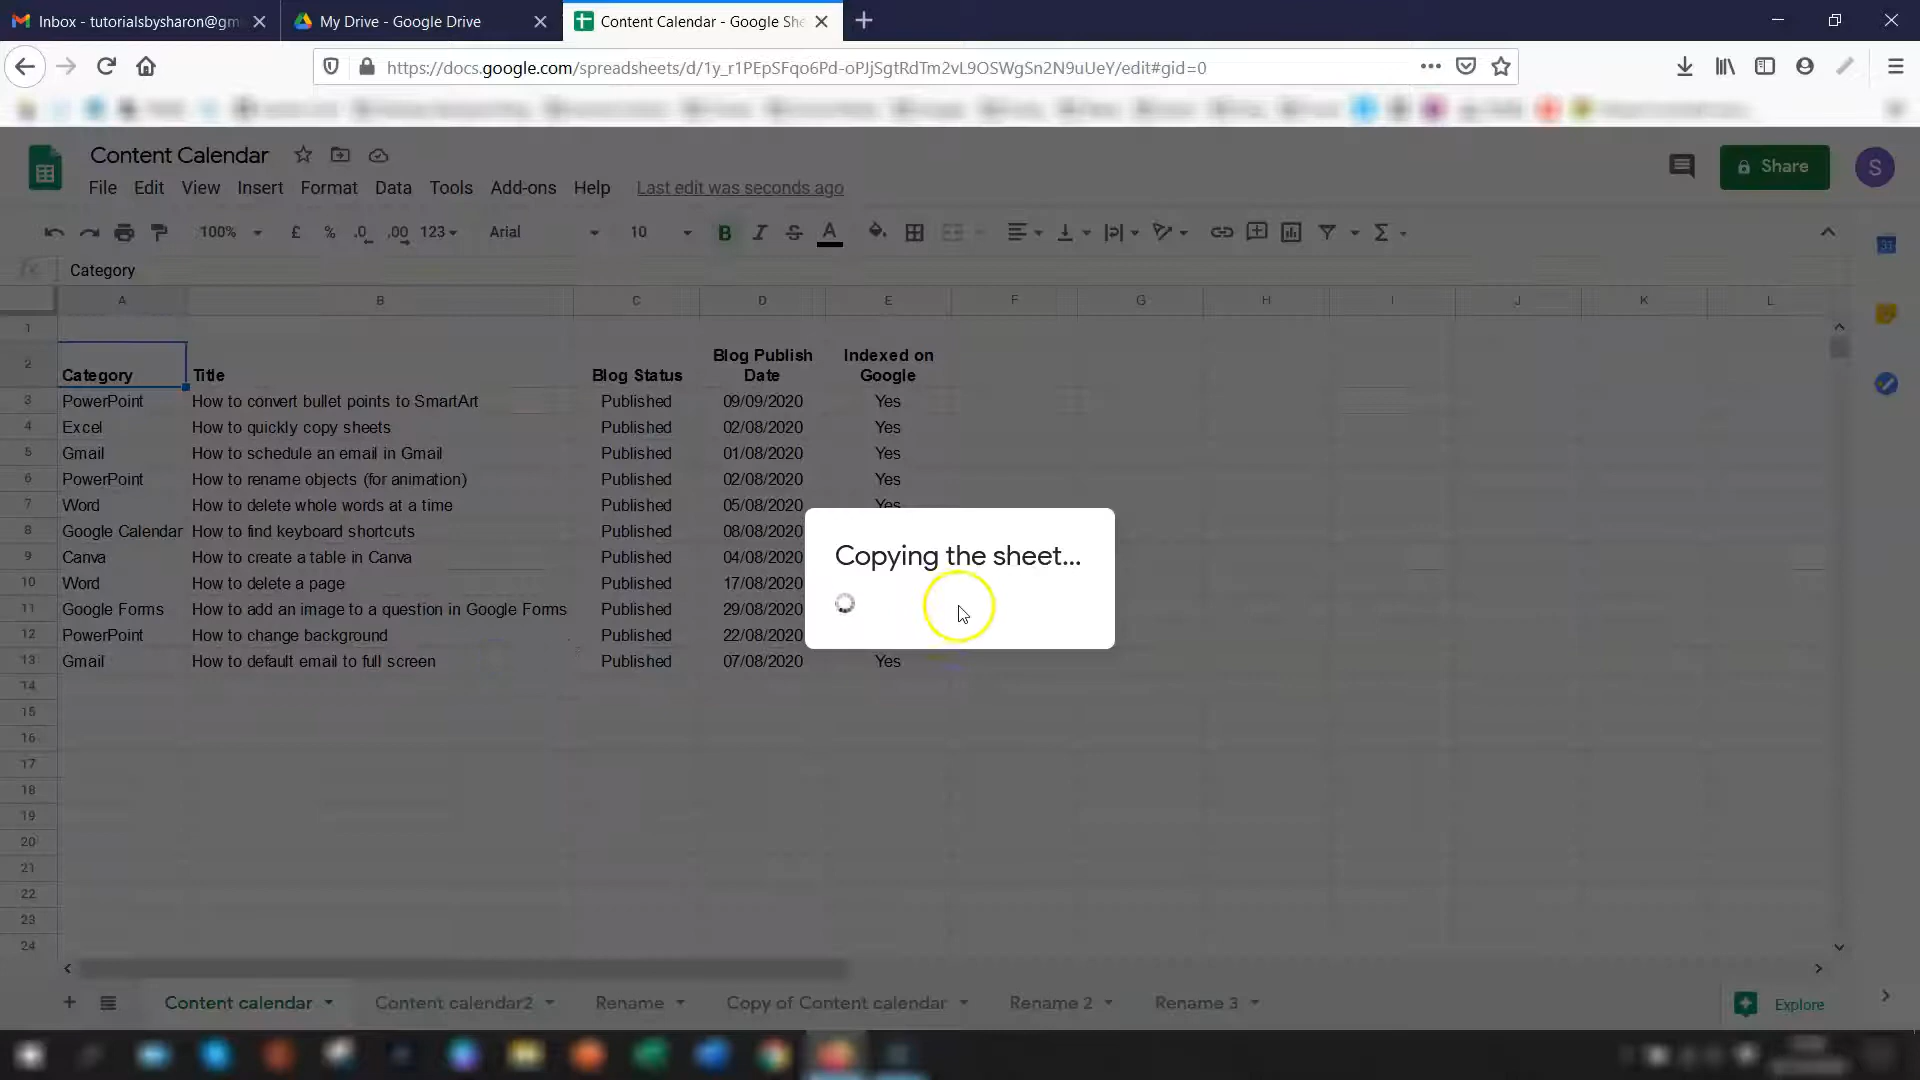 Inbox - tutorialsbysharon@gm
My Drive - Google Drive
Content Calendar - Google She
https://docs.google.com/spreadsheets/d/1y_r1PEpSFqo6Pd-oPJjSgtRdTm2vL9OSWgSn2N9uUeY/edit#gid=0
Content Calendar
Share
S
File Edit View Insert Format Data Tools Add-ons Help Last edit was seconds ago
100% £ % .0 .00 123 Arial 10 B I S A Σ
31
fx Category
A B C D E F G H I J K L
1
2 Category Title Blog Status Blog Publish Date Indexed on Google
3 PowerPoint How to convert bullet points to SmartArt Published 09/09/2020 Yes
4 Excel How to quickly copy sheets Published 02/08/2020 Yes
5 Gmail How to schedule an email in Gmail Published 01/08/2020 Yes
6 PowerPoint How to rename objects (for animation) Published 02/08/2020 Yes
7 Word How to delete whole words at a time Published 05/08/2020 Yes
8 Google Calendar How to find keyboard shortcuts Published 08/08/2020
9 Canva How to create a table in Canva Published 04/08/2020
10 Word How to delete a page Published 17/08/2020
11 Google Forms How to add an image to a question in Google Forms Published 29/08/2020
12 PowerPoint How to change background Published 22/08/2020
13 Gmail How to default email to full screen Published 07/08/2020 Yes
Copying the sheet...
14
15
16
17
18
19
20
21
22
23
24
Content calendar Content calendar2 Rename Copy of Content calendar Rename 2 Rename 3 Explore